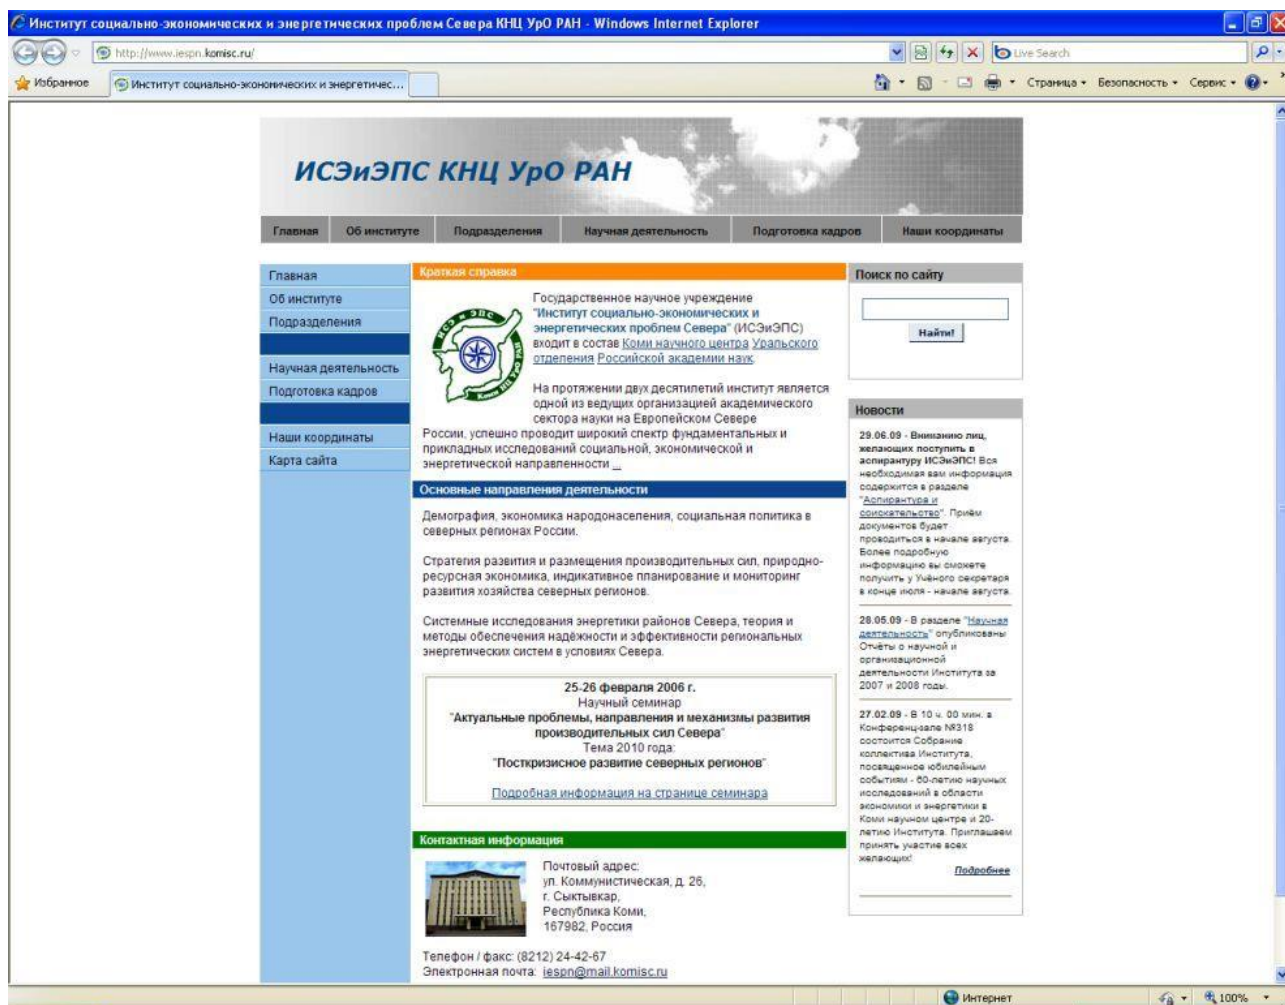 Институт социально-экономических и энергетических проблем Севера КНЦ УрО РАН - Windows Internet Explorer
http://www.iespn.komisc.ru/
Live Search
Избранное
Институт социально-экономических и энергетичес...
Страница
Безопасность
Сервис
ИСЭиЭПС КНЦ УрО РАН
Главная
Об институте
Подразделения
Научная деятельность
Подготовка кадров
Наши координаты
Главная
Об институте
Подразделения
Научная деятельность
Подготовка кадров
Наши координаты
Карта сайта
Краткая справка
ИСЭ и ЭПС
Коми НЦ УрО РАН
Государственное научное учреждение
"Институт социально-экономических и
энергетических проблем Севера" (ИСЭиЭПС)
входит в состав Коми научного центра Уральского
отделения Российской академии наук.
На протяжении двух десятилетий институт является
одной из ведущих организацией академического
сектора науки на Европейском Севере
России, успешно проводит широкий спектр фундаментальных и
прикладных исследований социальной, экономической и
энергетической направленности ...
Основные направления деятельности
Демография, экономика народонаселения, социальная политика в
северных регионах России.
Стратегия развития и размещения производительных сил, природно-
ресурсная экономика, индикативное планирование и мониторинг
развития хозяйства северных регионов.
Системные исследования энергетики районов Севера, теория и
методы обеспечения надёжности и эффективности региональных
энергетических систем в условиях Севера.
25-26 февраля 2006 г.
Научный семинар
"Актуальные проблемы, направления и механизмы развития
производительных сил Севера"
Тема 2010 года:
"Посткризисное развитие северных регионов"
Подробная информация на странице семинара
Контактная информация
Почтовый адрес:
ул. Коммунистическая, д. 26,
г. Сыктывкар,
Республика Коми,
167982, Россия
Телефон / факс: (8212) 24-42-67
Электронная почта: iespn@mail.komisc.ru
Поиск по сайту
Найти!
Новости
29.06.09 - Вниманию лиц,
желающих поступить в
аспирантуру ИСЭиЭПС! Вся
необходимая вам информация
содержится в разделе
"Аспирантура и
соискательство". Приём
документов будет
проводиться в начале августа.
Более подробную
информацию вы сможете
получить у Учёного секретаря
в конце июля - начале августа.
28.05.09 - В разделе "Научная
деятельность" опубликованы
Отчёты о научной и
организационной
деятельности Института за
2007 и 2008 годы.
27.02.09 - В 10 ч. 00 мин. в
Конференц-зале №318
состоится Собрание
коллектива Института,
посвященное юбилейным
событиям - 60-летию научных
исследований в области
экономики и энергетики в
Коми научном центре и 20-
летию Института. Приглашаем
принять участие всех
желающих!
Подробнее
Интернет
100%